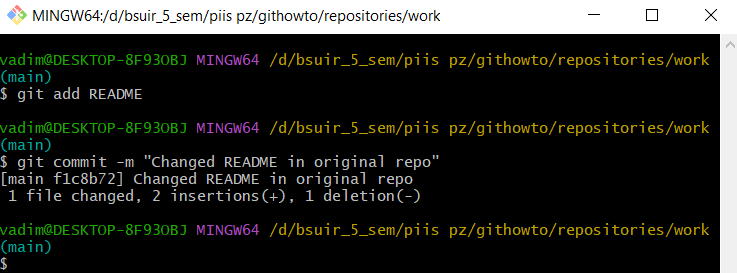 MINGW64:/d/bsuir_5_sem/piis pz/githowto/repositories/work
vadim@DESKTOP-8F93OBJ MINGW64 /d/bsuir_5_sem/piis pz/githowto/repositories/work
(main)
$ git add README
vadim@DESKTOP-8F93OBJ MINGW64 /d/bsuir_5_sem/piis pz/githowto/repositories/work
(main)
$ git commit -m "Changed README in original repo"
[main f1c8b72] Changed README in original repo
 1 file changed, 2 insertions(+), 1 deletion(-)
vadim@DESKTOP-8F93OBJ MINGW64 /d/bsuir_5_sem/piis pz/githowto/repositories/work
(main)
$